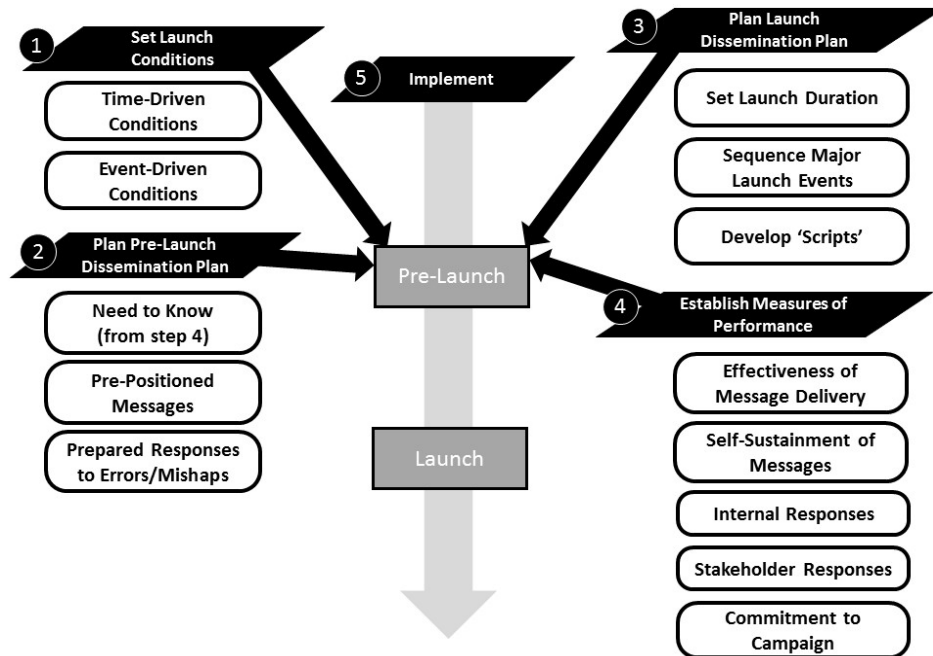 1
Set Launch
Conditions
Time-Driven
Conditions
Event-Driven
Conditions
2
Plan Pre-Launch
Dissemination Plan
Need to Know
(from step 4)
Pre-Positioned
Messages
Prepared Responses
to Errors/Mishaps
5
Implement
Pre-Launch
Launch
3
Plan Launch
Dissemination Plan
Set Launch Duration
Sequence Major
Launch Events
Develop ‘Scripts’
4
Establish Measures of
Performance
Effectiveness of
Message Delivery
Self-Sustainment of
Messages
Internal Responses
Stakeholder Responses
Commitment to
Campaign